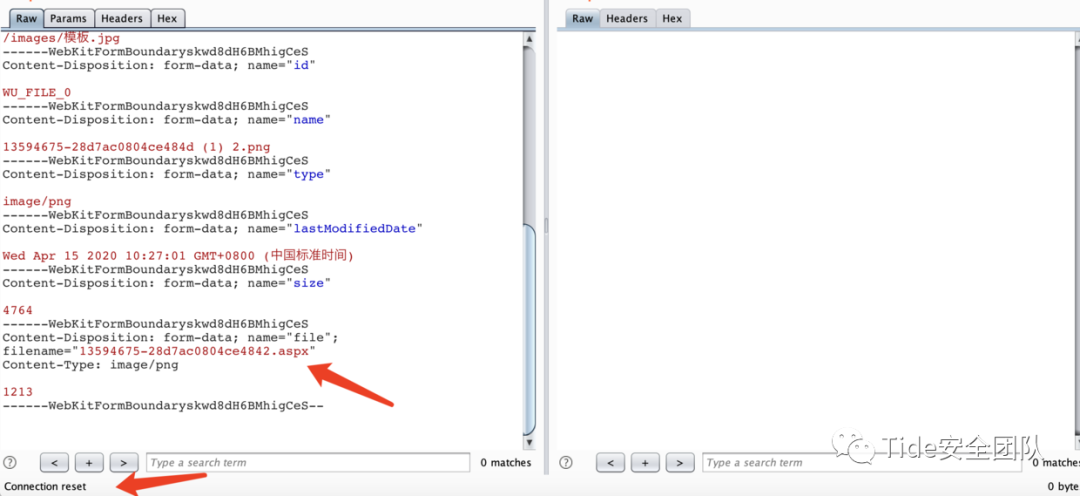 Raw Params Headers Hex
/images/模板.jpg
------WebKitFormBoundaryskwd8dH6BMhigCeS
Content-Disposition: form-data; name="id"
WU_FILE_0
------WebKitFormBoundaryskwd8dH6BMhigCeS
Content-Disposition: form-data; name="name"
13594675-28d7ac0804ce484d (1) 2.png
------WebKitFormBoundaryskwd8dH6BMhigCeS
Content-Disposition: form-data; name="type"
image/png
------WebKitFormBoundaryskwd8dH6BMhigCeS
Content-Disposition: form-data; name="lastModifiedDate"
Wed Apr 15 2020 10:27:01 GMT+0800 (中国标准时间)
------WebKitFormBoundaryskwd8dH6BMhigCeS
Content-Disposition: form-data; name="size"
4764
------WebKitFormBoundaryskwd8dH6BMhigCeS
Content-Disposition: form-data; name="file";
filename="13594675-28d7ac0804ce4842.aspx"
Content-Type: image/png
1213
------WebKitFormBoundaryskwd8dH6BMhigCeS--
? < + > Type a search term 0 matches
Connection reset
Raw Headers Hex
Tide安全团队
? < + > Type a search term 0 matches
0 byte